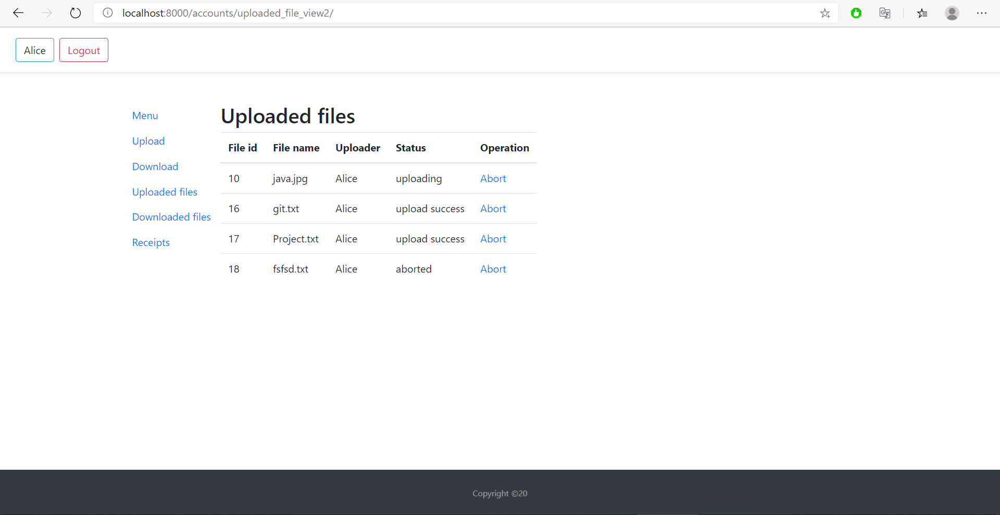 localhost:8000/accounts/uploaded_file_view2/
Alice Logout
Menu
Upload
Download
Uploaded files
Downloaded files
Receipts
Uploaded files
File id File name Uploader Status Operation
10 java.jpg Alice uploading Abort
16 git.txt Alice upload success Abort
17 Project.txt Alice upload success Abort
18 fsfsd.txt Alice aborted Abort
Copyright ©20